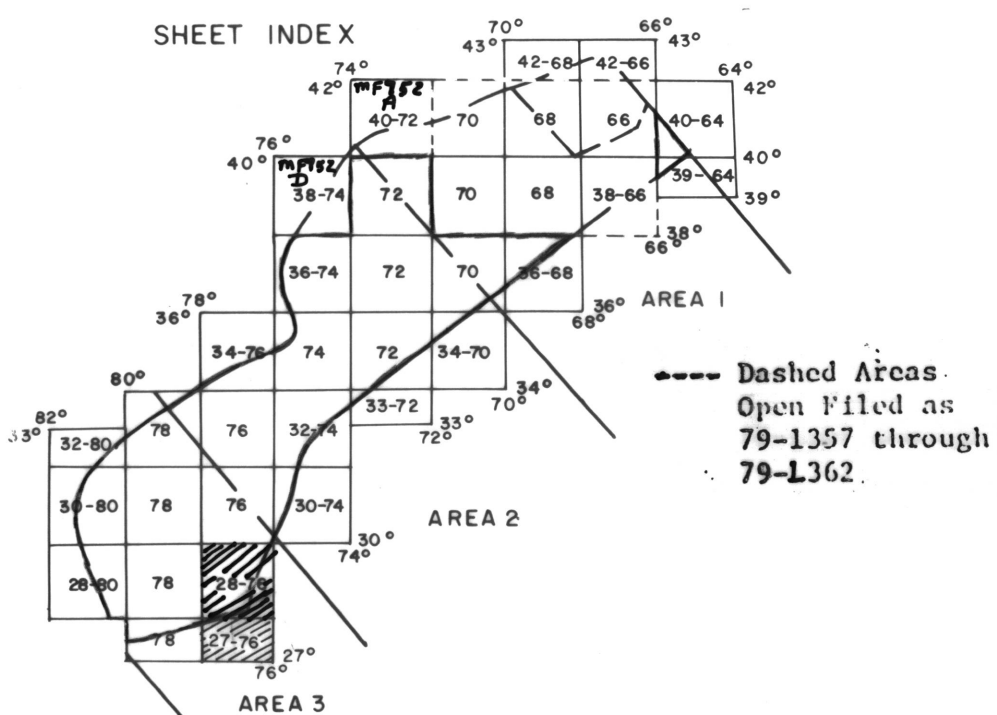 SHEET INDEX
70° 66°
43° 43°
74° 42-68 42-66 64°
42° MF952 A 42°
40-72 70 68 66 40-64
76°
40° MF952 D 40°
38-74 72 70 68 38-66 39-64
39°
38°
66°
36-74 72 70 36-68
78° 36° AREA 1
36° 68°
34-76 74 72 34-70
80° 34°
33-72 70°
82° 33°
33° 72°
32-80 78 76 32-74
30-80 78 76 30-74
AREA 2
30°
74°
28-80 78 28-76
78 27-76 27°
76°
AREA 3
---- Dashed Areas
Open Filed as
79-1357 through
79-1362